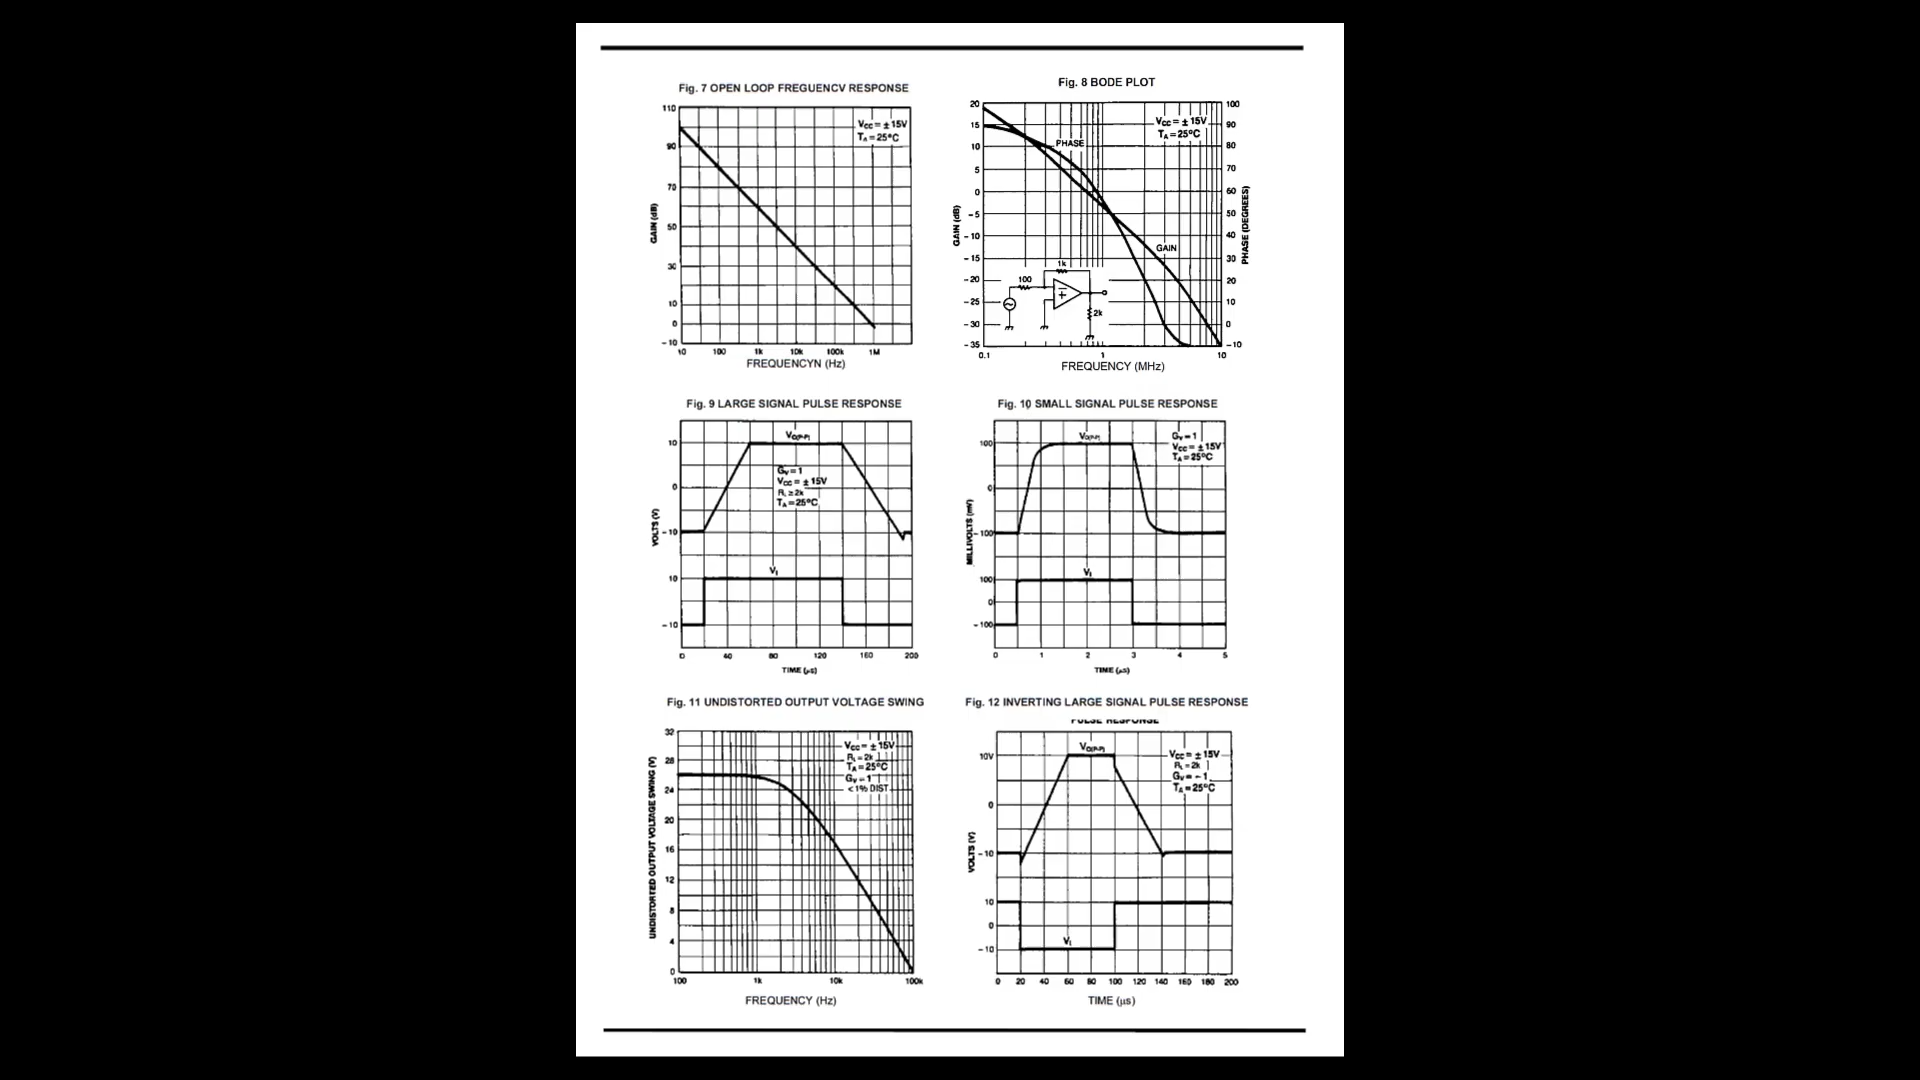 Fig. 7 OPEN LOOP FREGUENCV RESPONSE
110
90
70
50
30
10
0
-10
GAIN (dB)
VCC = ± 15V
TA = 25°C
10 100 1k 10k 100k 1M
FREQUENCYN (Hz)
Fig. 8 BODE PLOT
20
15
10
5
0
-5
-10
-15
-20
-25
-30
-35
GAIN (dB)
VCC = ± 15V
TA = 25°C
PHASE
GAIN
1k
100
2k
100
90
80
70
60
50
40
30
20
10
0
-10
PHASE (DEGREES)
0.1 1 10
FREQUENCY (MHz)
Fig. 9 LARGE SIGNAL PULSE RESPONSE
10
0
-10
10
-10
VOLTS (V)
VO(P-P)
GV = 1
VCC = ± 15V
RL ≥ 2k
TA = 25°C
VI
0 40 80 120 160 200
TIME (µs)
Fig. 10 SMALL SIGNAL PULSE RESPONSE
100
0
-100
100
0
-100
MILLIVOLTS (mV)
VO(P-P)
GV = 1
VCC = ± 15V
TA = 25°C
VI
0 1 2 3 4 5
TIME (µs)
Fig. 11 UNDISTORTED OUTPUT VOLTAGE SWING
32
28
24
20
16
12
8
4
0
UNDISTORTED OUTPUT VOLTAGE SWING (V)
VCC = ± 15V
RL = 2k
TA = 25°C
GV = 1
< 1% DIST
100 1k 10k 100k
FREQUENCY (Hz)
Fig. 12 INVERTING LARGE SIGNAL PULSE RESPONSE
PULSE RESPONSE
10V
0
-10
10
0
-10
VOLTS (V)
VO(P-P)
VCC = ± 15V
RL = 2k
GV = -1
TA = 25°C
VI
0 20 40 60 80 100 120 140 160 180 200
TIME (µs)